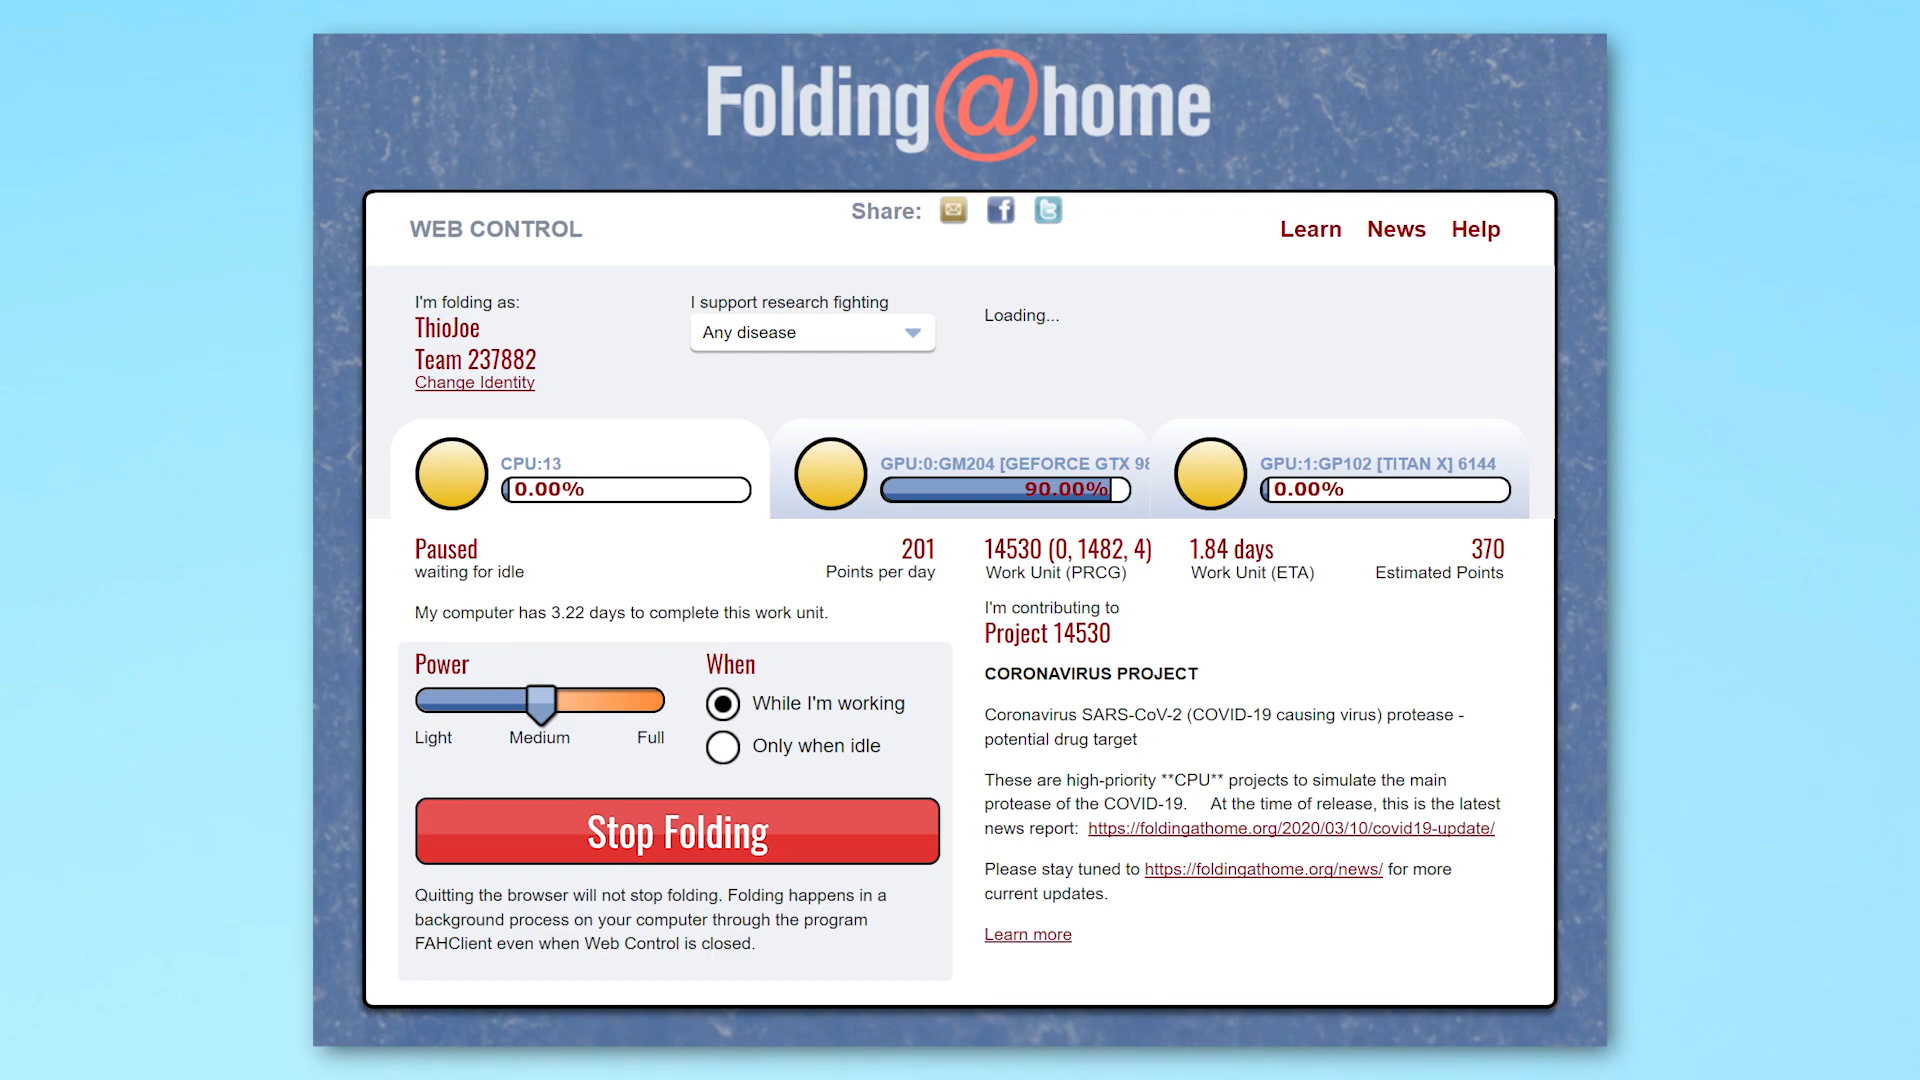 Folding@home
WEB CONTROL
Share:
Learn News Help
I'm folding as:
ThioJoe
Team 237882
Change Identity
I support research fighting
Any disease
Loading...
CPU:13
0.00%
GPU:0:GM204 [GEFORCE GTX 98
90.00%
GPU:1:GP102 [TITAN X] 6144
0.00%
Paused
waiting for idle
201
Points per day
My computer has 3.22 days to complete this work unit.
Power
Light Medium Full
When
While I'm working
Only when idle
Stop Folding
Quitting the browser will not stop folding. Folding happens in a
background process on your computer through the program
FAHClient even when Web Control is closed.
14530 (0, 1482, 4)
Work Unit (PRCG)
1.84 days
Work Unit (ETA)
370
Estimated Points
I'm contributing to
Project 14530
CORONAVIRUS PROJECT
Coronavirus SARS-CoV-2 (COVID-19 causing virus) protease -
potential drug target
These are high-priority **CPU** projects to simulate the main
protease of the COVID-19. At the time of release, this is the latest
news report: https://foldingathome.org/2020/03/10/covid19-update/
Please stay tuned to https://foldingathome.org/news/ for more
current updates.
Learn more